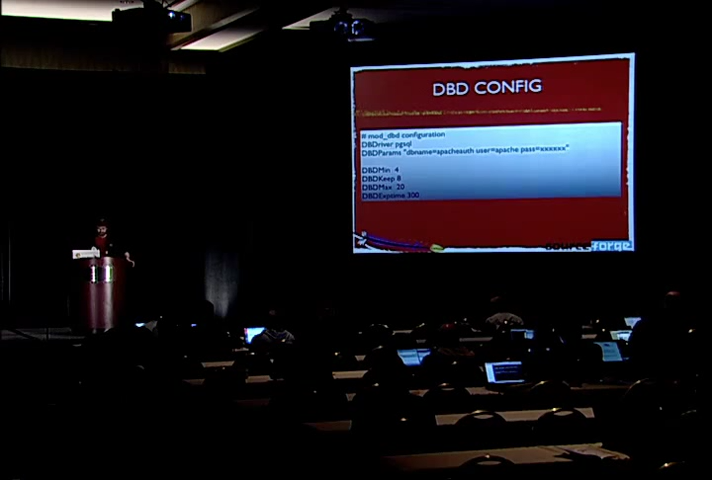 DBD CONFIG
# mod_dbd configuration
DBDriver pgsql
DBDParams "dbname=apacheauth user=apache pass=xxxxxx"
DBDMin 4
DBDKeep 8
DBDMax 20
DBDExptime 300
sourceforge